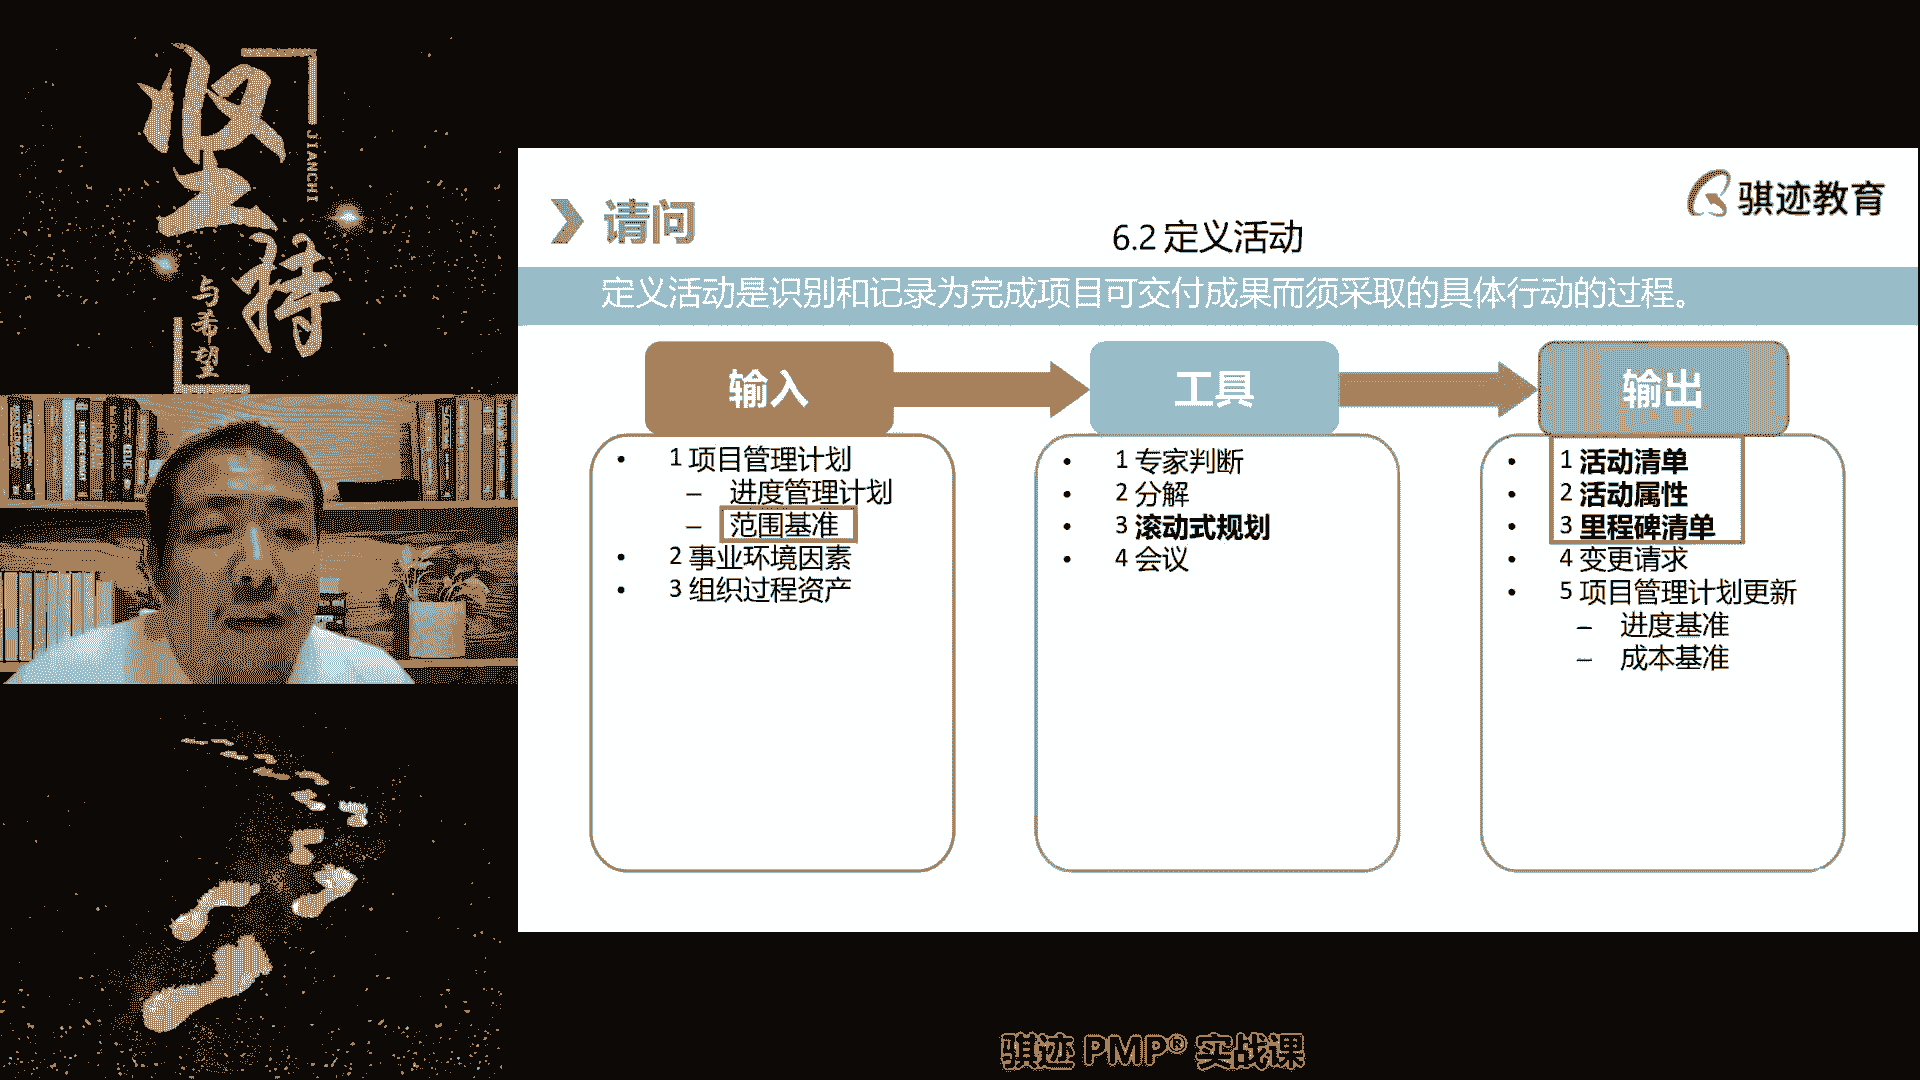 坚持
JIANCHI
与希望
请问
骐迹教育
6.2 定义活动
定义活动是识别和记录为完成项目可交付成果而须采取的具体行动的过程。
输入
• 1 项目管理计划
– 进度管理计划
– 范围基准
• 2 事业环境因素
• 3 组织过程资产
工具
• 1 专家判断
• 2 分解
• 3 滚动式规划
• 4 会议
输出
• 1 活动清单
• 2 活动属性
• 3 里程碑清单
• 4 变更请求
• 5 项目管理计划更新
– 进度基准
– 成本基准
骐迹 PMP® 实战课